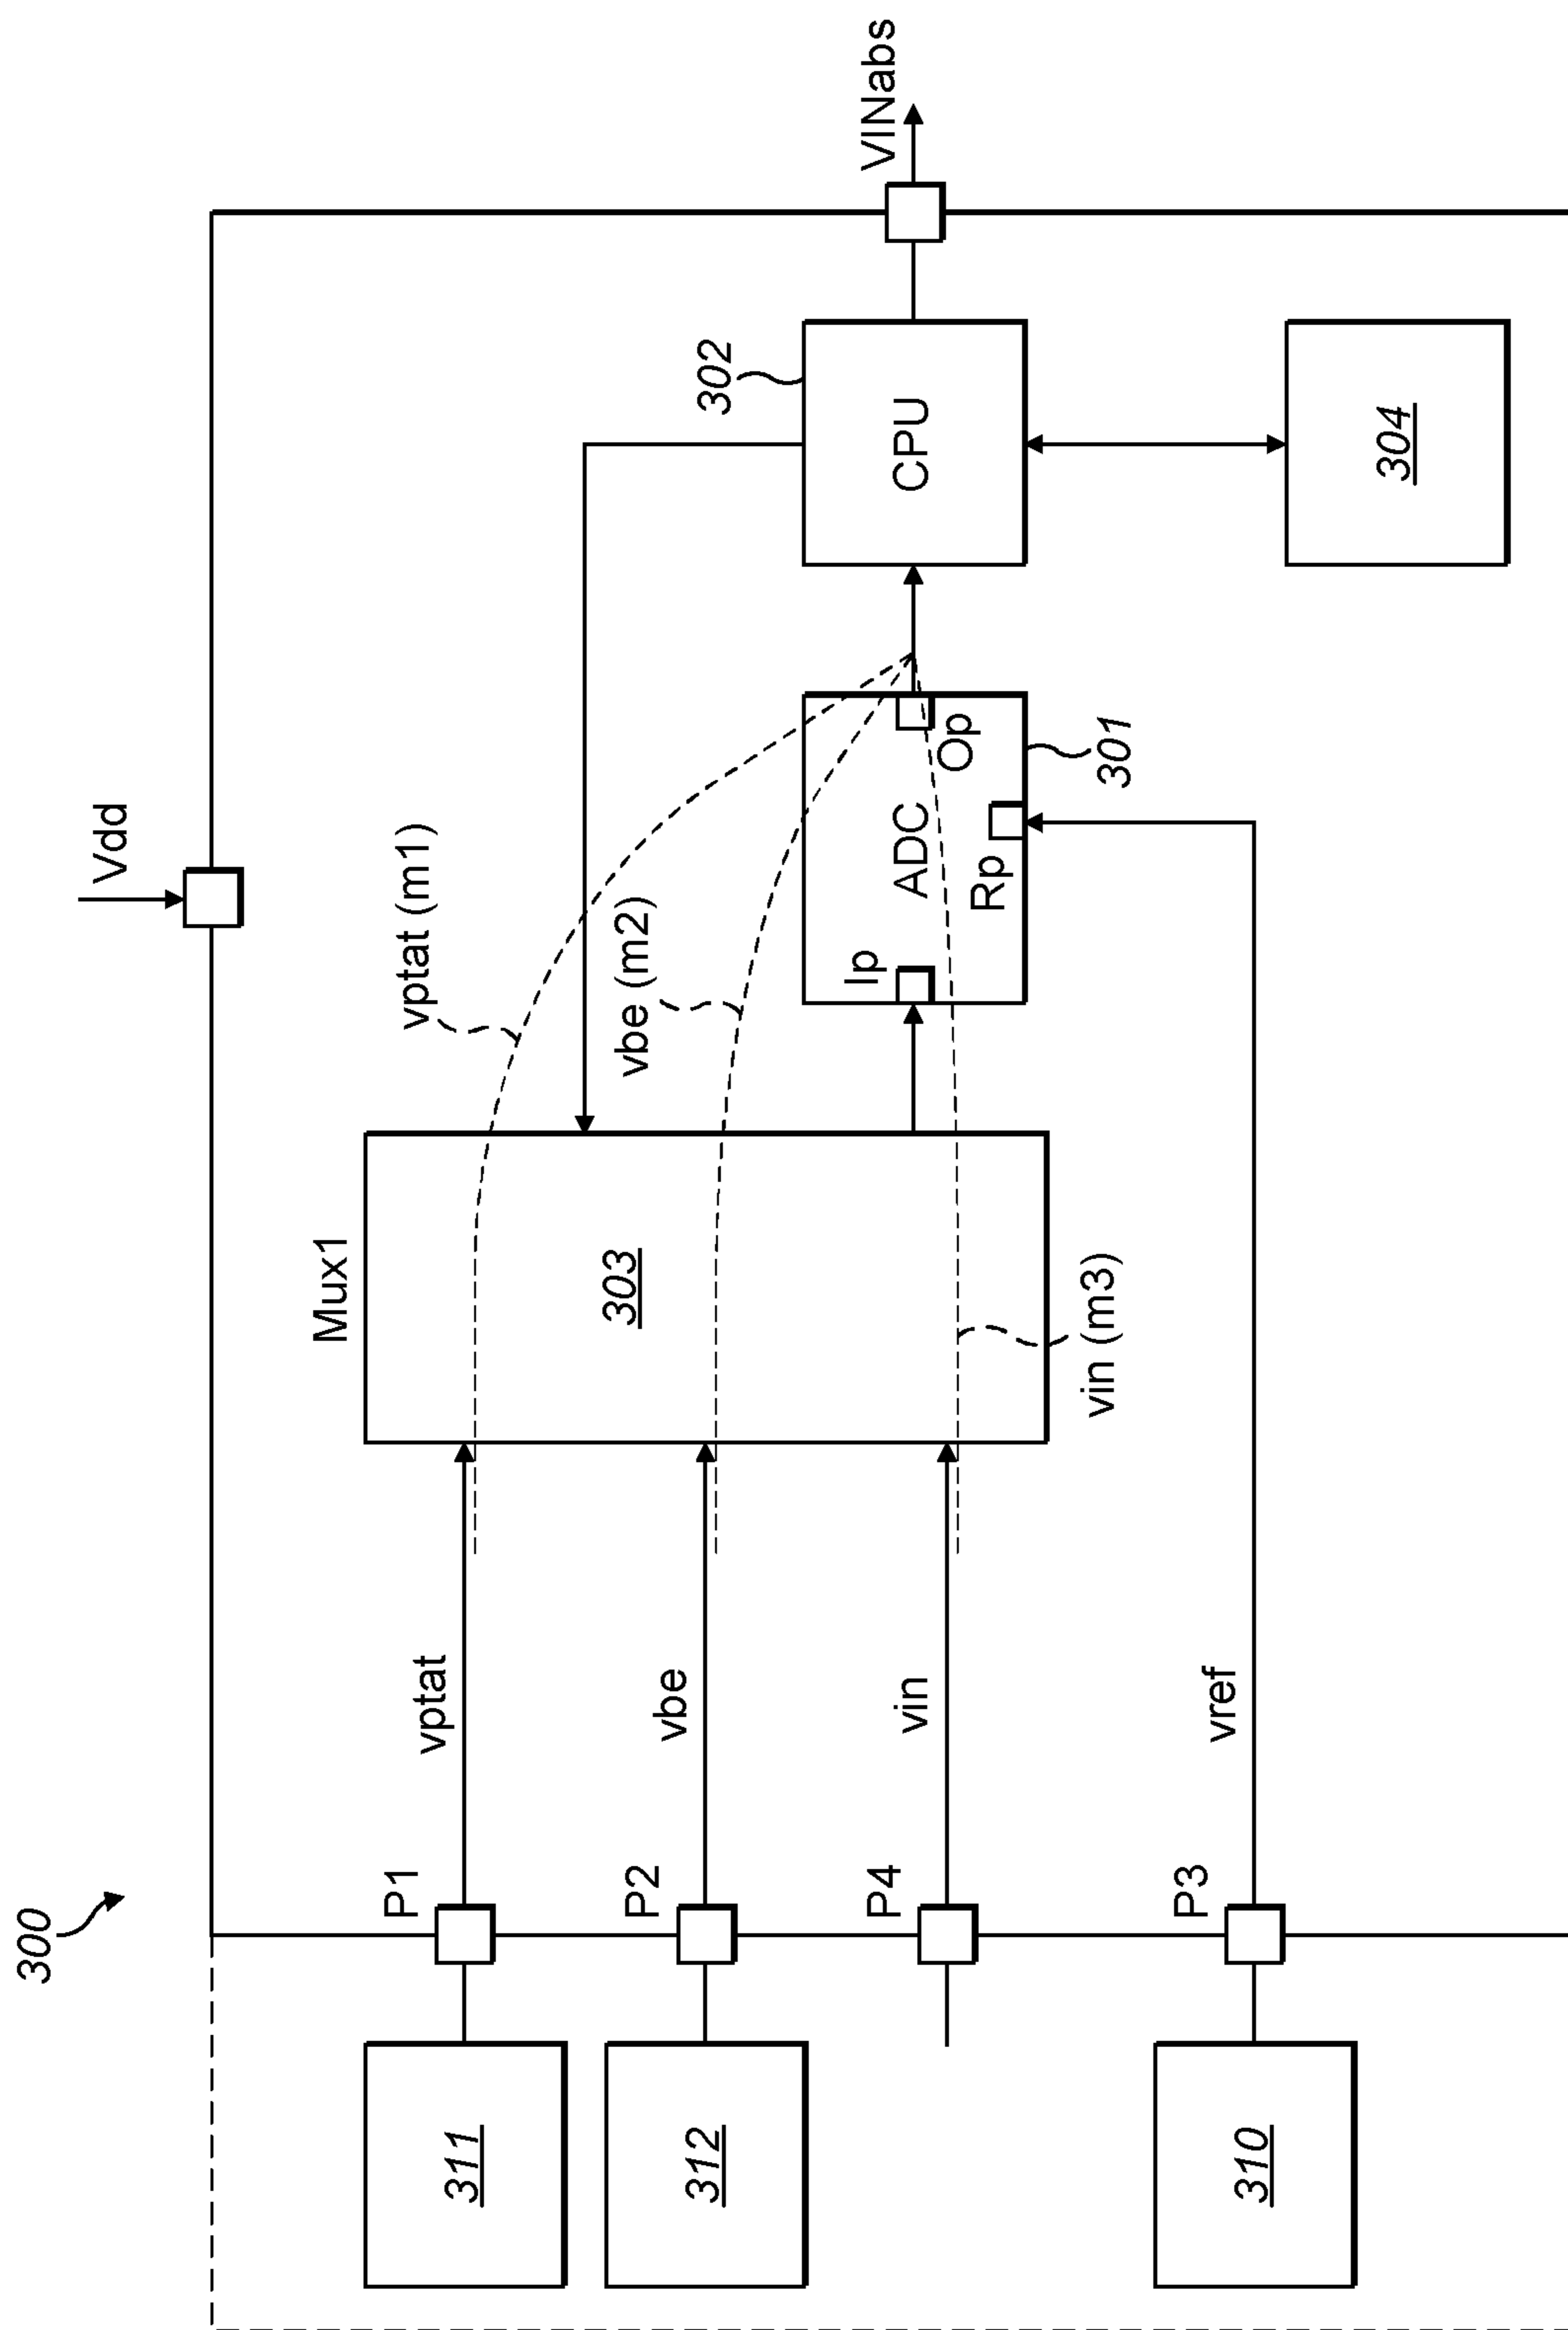 300
Vdd
Mux1
vptat (m1)
311
P1
vptat
vbe (m2)
302
312
P2
vbe
303
Ip
ADC
CPU
VINabs
P4
vin
Op
Rp
vin (m3)
301
310
P3
vref
304